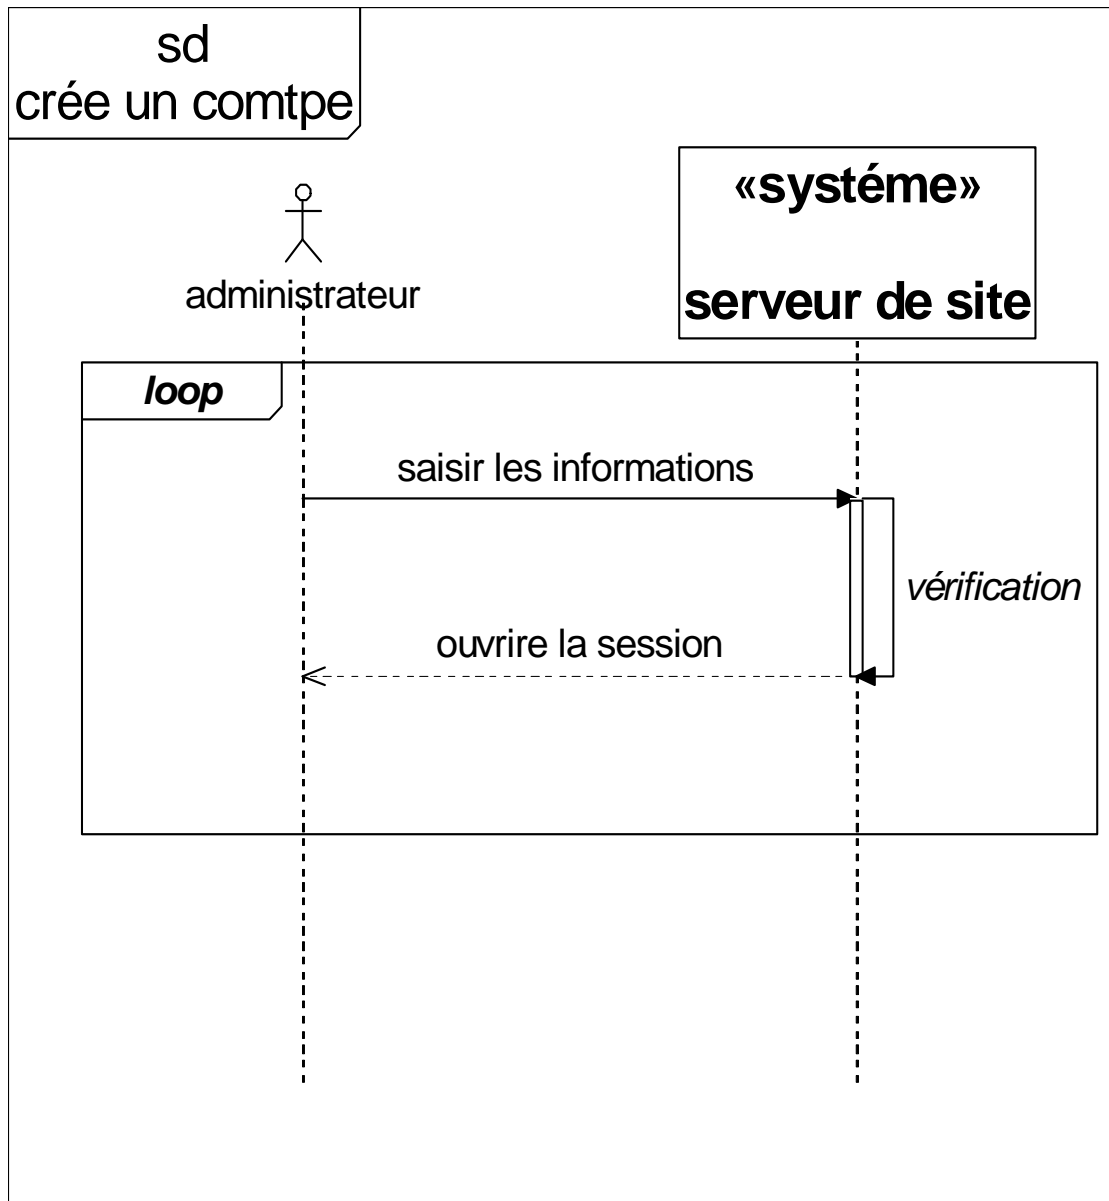 sd
crée un comtpe
«systéme»
serveur de site
administrateur
loop
saisir les informations
vérification
ouvrire la session